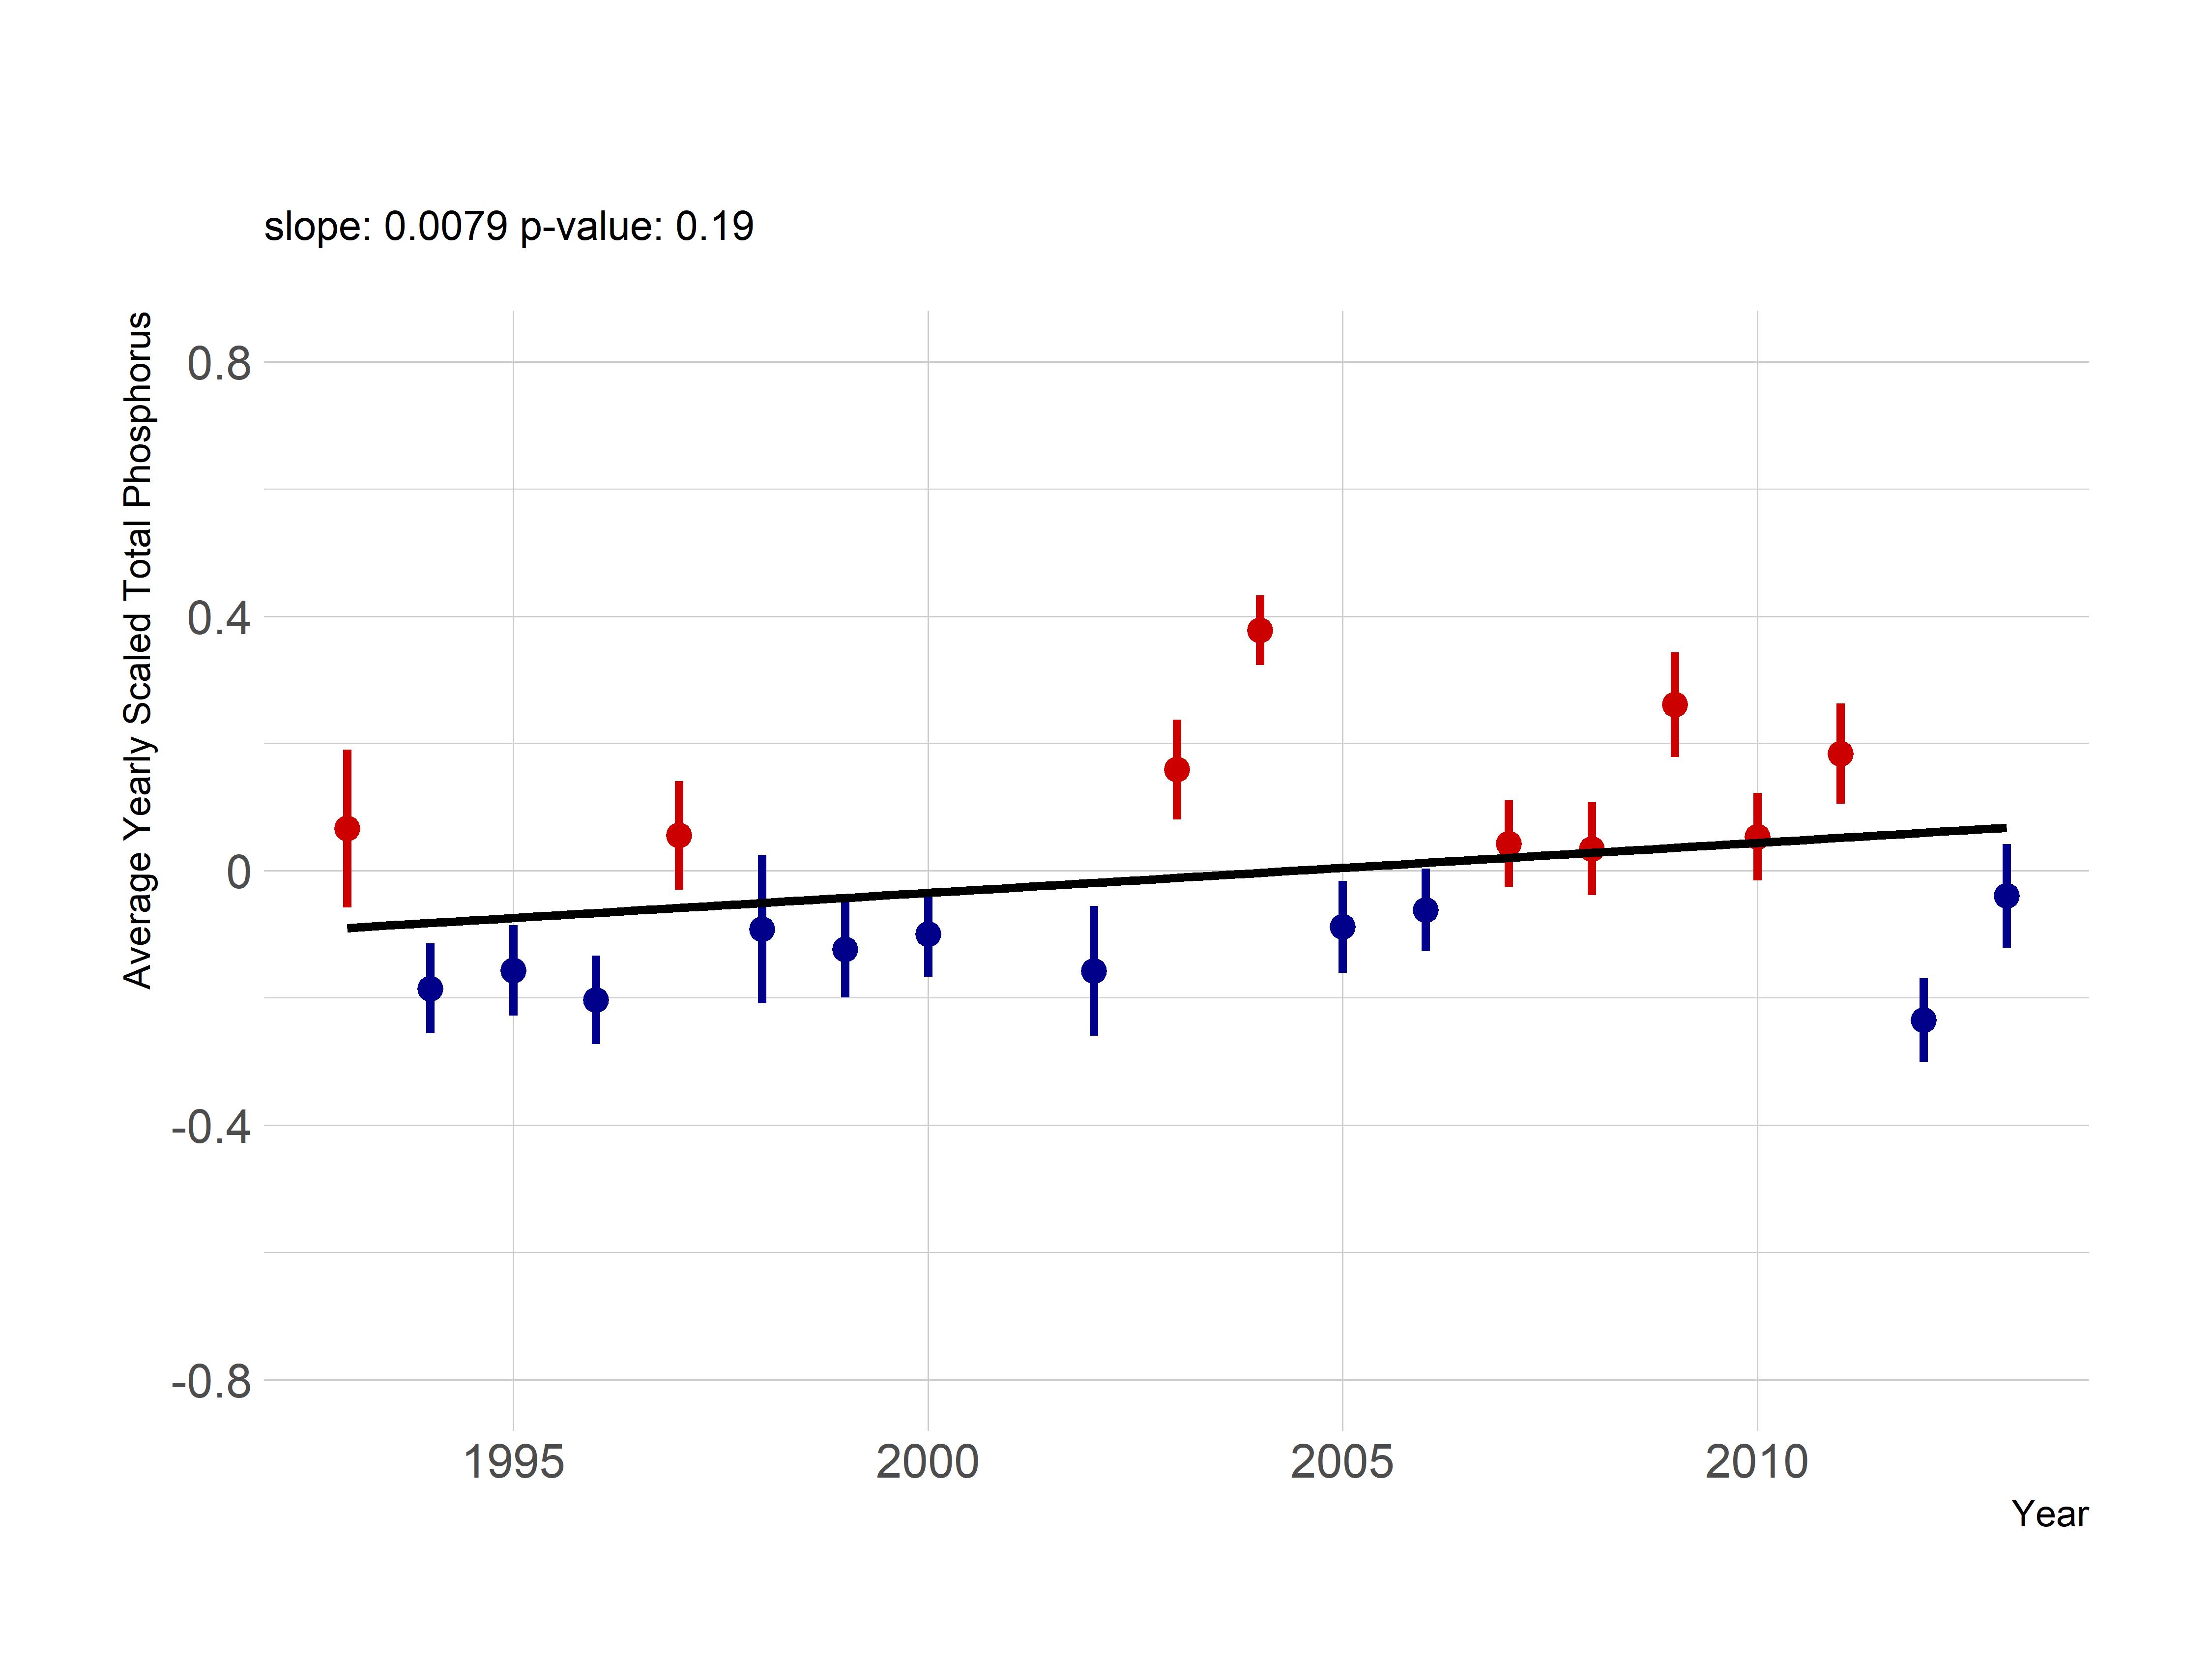 slope: 0.0079 p-value: 0.19
Average Yearly Scaled Total Phosphorus
0.8
0.4
0
-0.4
-0.8
1995 2000 2005 2010
Year